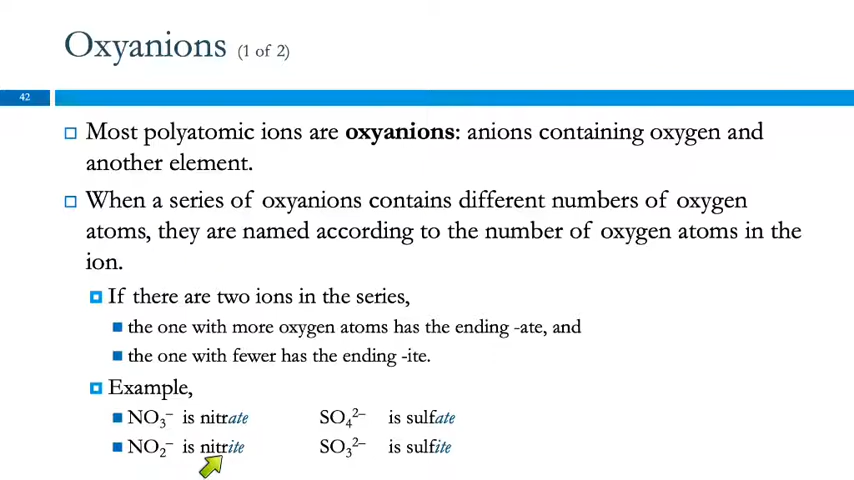 Oxyanions (1 of 2)
42
Most polyatomic ions are oxyanions: anions containing oxygen and
another element.
When a series of oxyanions contains different numbers of oxygen
atoms, they are named according to the number of oxygen atoms in the
ion.
If there are two ions in the series,
the one with more oxygen atoms has the ending -ate, and
the one with fewer has the ending -ite.
Example,
NO₃⁻ is nitrate SO₄²⁻ is sulfate
NO₂⁻ is nitrite SO₃²⁻ is sulfite